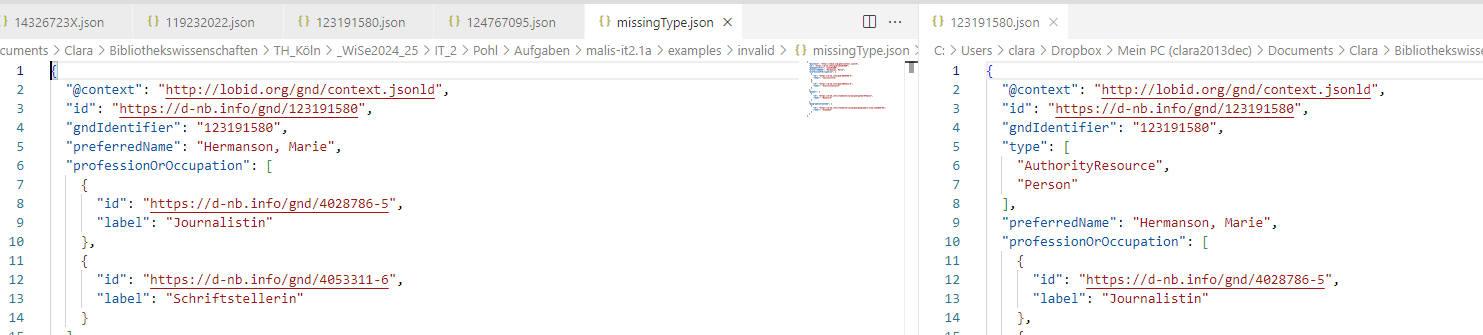 14326723X.json 119232022.json 123191580.json 124767095.json missingType.json 123191580.json
cuments > Clara > Bibliothekswissenschaften > TH_Köln > _WiSe2024_25 > IT_2 > Pohl > Aufgaben > malis-it2.1a > examples > invalid > missingType.json >
1 {
2 "@context": "http://lobid.org/gnd/context.jsonld",
3 "id": "https://d-nb.info/gnd/123191580",
4 "gndIdentifier": "123191580",
5 "preferredName": "Hermanson, Marie",
6 "professionOrOccupation": [
7 {
8 "id": "https://d-nb.info/gnd/4028786-5",
9 "label": "Journalistin"
10 },
11 {
12 "id": "https://d-nb.info/gnd/4053311-6",
13 "label": "Schriftstellerin"
14 }
C: > Users > clara > Dropbox > Mein PC (clara2013dec) > Documents > Clara > Bibliothekswisse
1 {
2 "@context": "http://lobid.org/gnd/context.jsonld",
3 "id": "https://d-nb.info/gnd/123191580",
4 "gndIdentifier": "123191580",
5 "type": [
6 "AuthorityResource",
7 "Person"
8 ],
9 "preferredName": "Hermanson, Marie",
10 "professionOrOccupation": [
11 {
12 "id": "https://d-nb.info/gnd/4028786-5",
13 "label": "Journalistin"
14 },